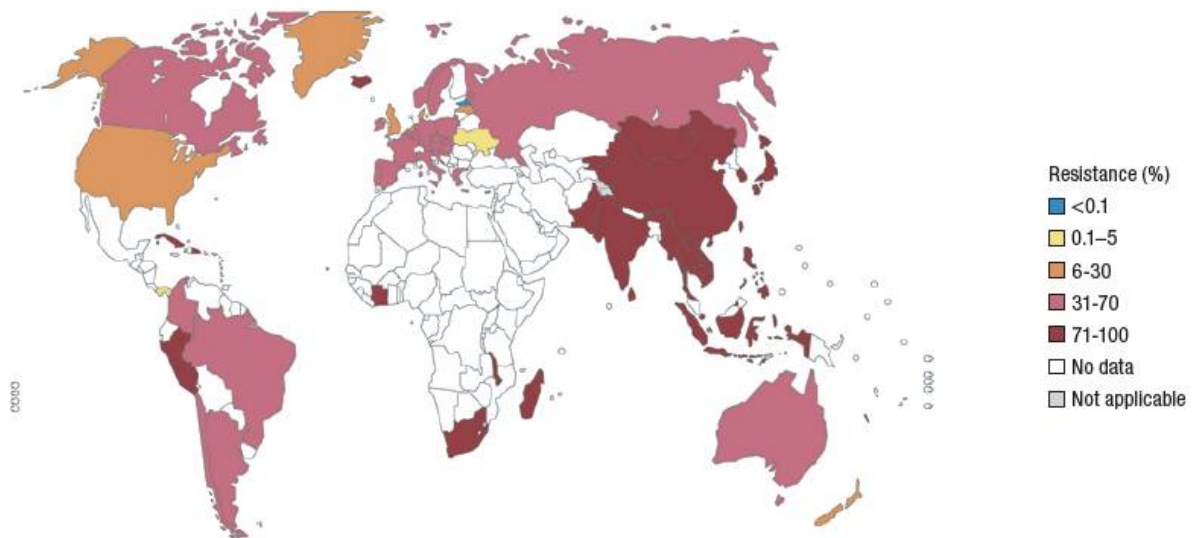 Resistance (%)
<0.1
0.1–5
6-30
31-70
71-100
No data
Not applicable